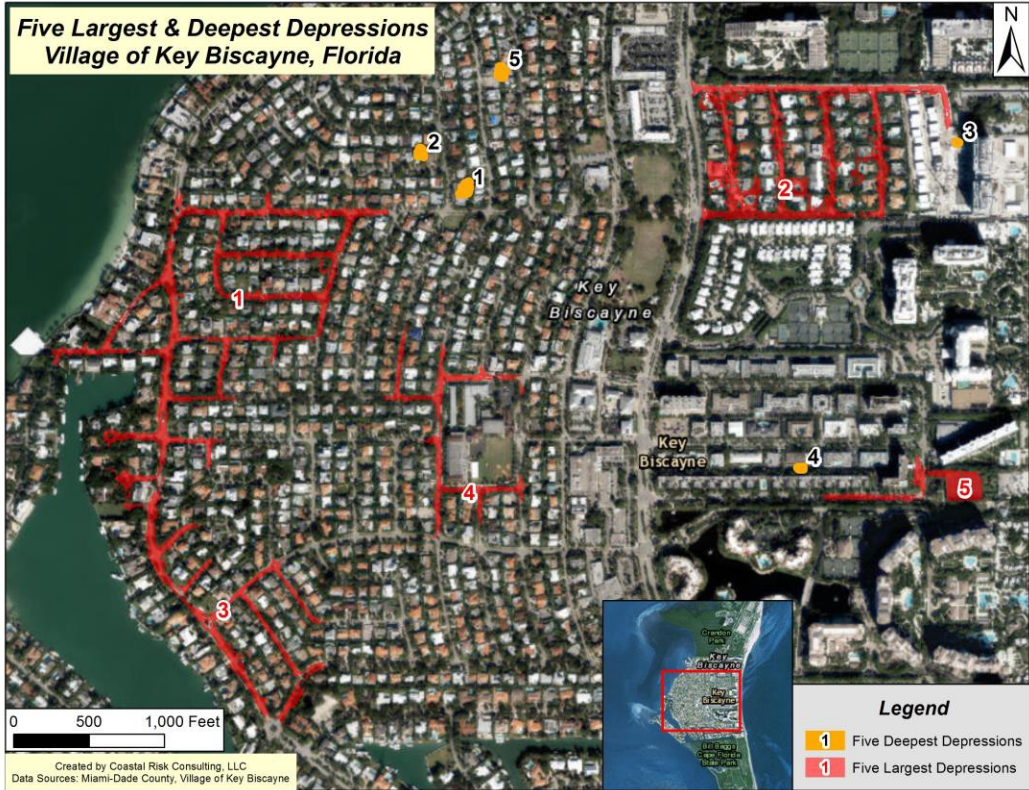 Five Largest & Deepest Depressions
Village of Key Biscayne, Florida
N
5
2
3
1
2
1
Key
Biscayne
Key
Biscayne
4
4
5
3
Crandon
Park
Key
Biscayne
Key
Biscayne
Bill Baggs
Cape Florida
State Park
0 500 1,000 Feet
Created by Coastal Risk Consulting, LLC
Data Sources: Miami-Dade County, Village of Key Biscayne
Legend
1 Five Deepest Depressions
1 Five Largest Depressions